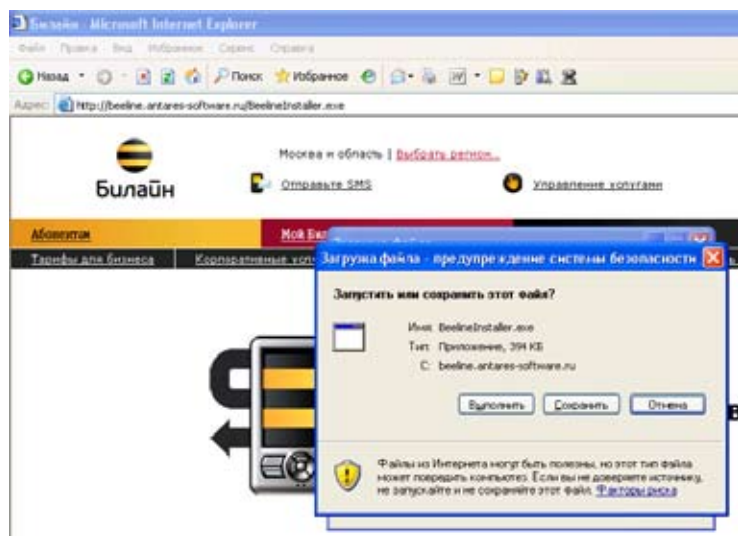 Билайн - Microsoft Internet Explorer
Файл Правка Вид Избранное Сервис Справка
Назад Поиск Избранное
Адрес: http://beeline.antares-software.ru/BeelineInstaller.exe
Москва и область | Выбрать регион...
Билайн
Отправьте SMS
Управление услугами
Абонентам
Тарифы для бизнеса
Загрузка файла - предупреждение системы безопасности
Запустить или сохранить этот файл?
Имя: BeelineInstaller.exe
Тип: Приложение, 394 КБ
С: beeline.antares-software.ru
Выполнить Сохранить Отмена
Файлы из Интернета могут быть полезны, но этот тип файла
может повредить компьютер. Если вы не доверяете источнику,
не запускайте и не сохраняйте этот файл. Факторы риска